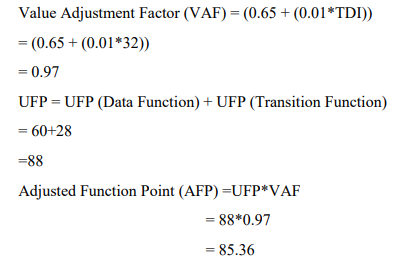 Value Adjustment Factor (VAF) = (0.65 + (0.01*TDI))
= (0.65 + (0.01*32))
= 0.97
UFP = UFP (Data Function) + UFP (Transition Function)
= 60+28
=88
Adjusted Function Point (AFP) =UFP*VAF
= 88*0.97
= 85.36